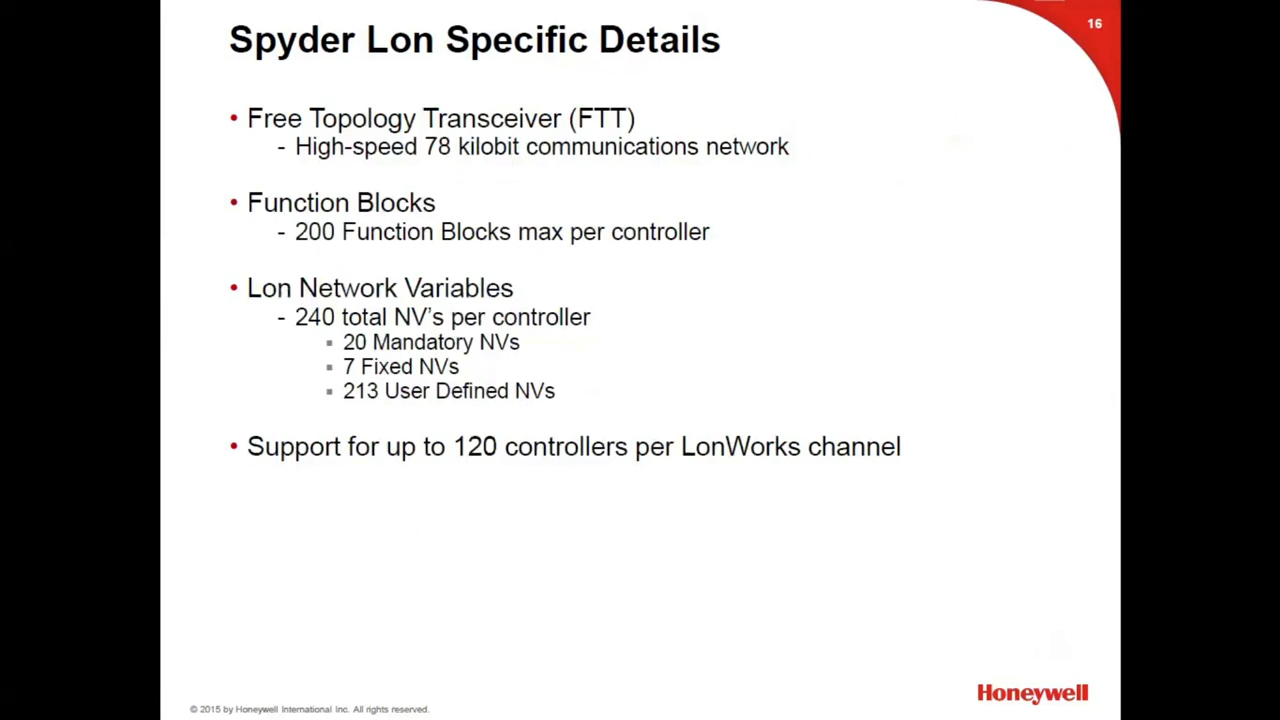 16
Spyder Lon Specific Details
• Free Topology Transceiver (FTT)
- High-speed 78 kilobit communications network
• Function Blocks
- 200 Function Blocks max per controller
• Lon Network Variables
- 240 total NV's per controller
▪ 20 Mandatory NVs
▪ 7 Fixed NVs
▪ 213 User Defined NVs
• Support for up to 120 controllers per LonWorks channel
Honeywell
© 2015 by Honeywell International Inc. All rights reserved.